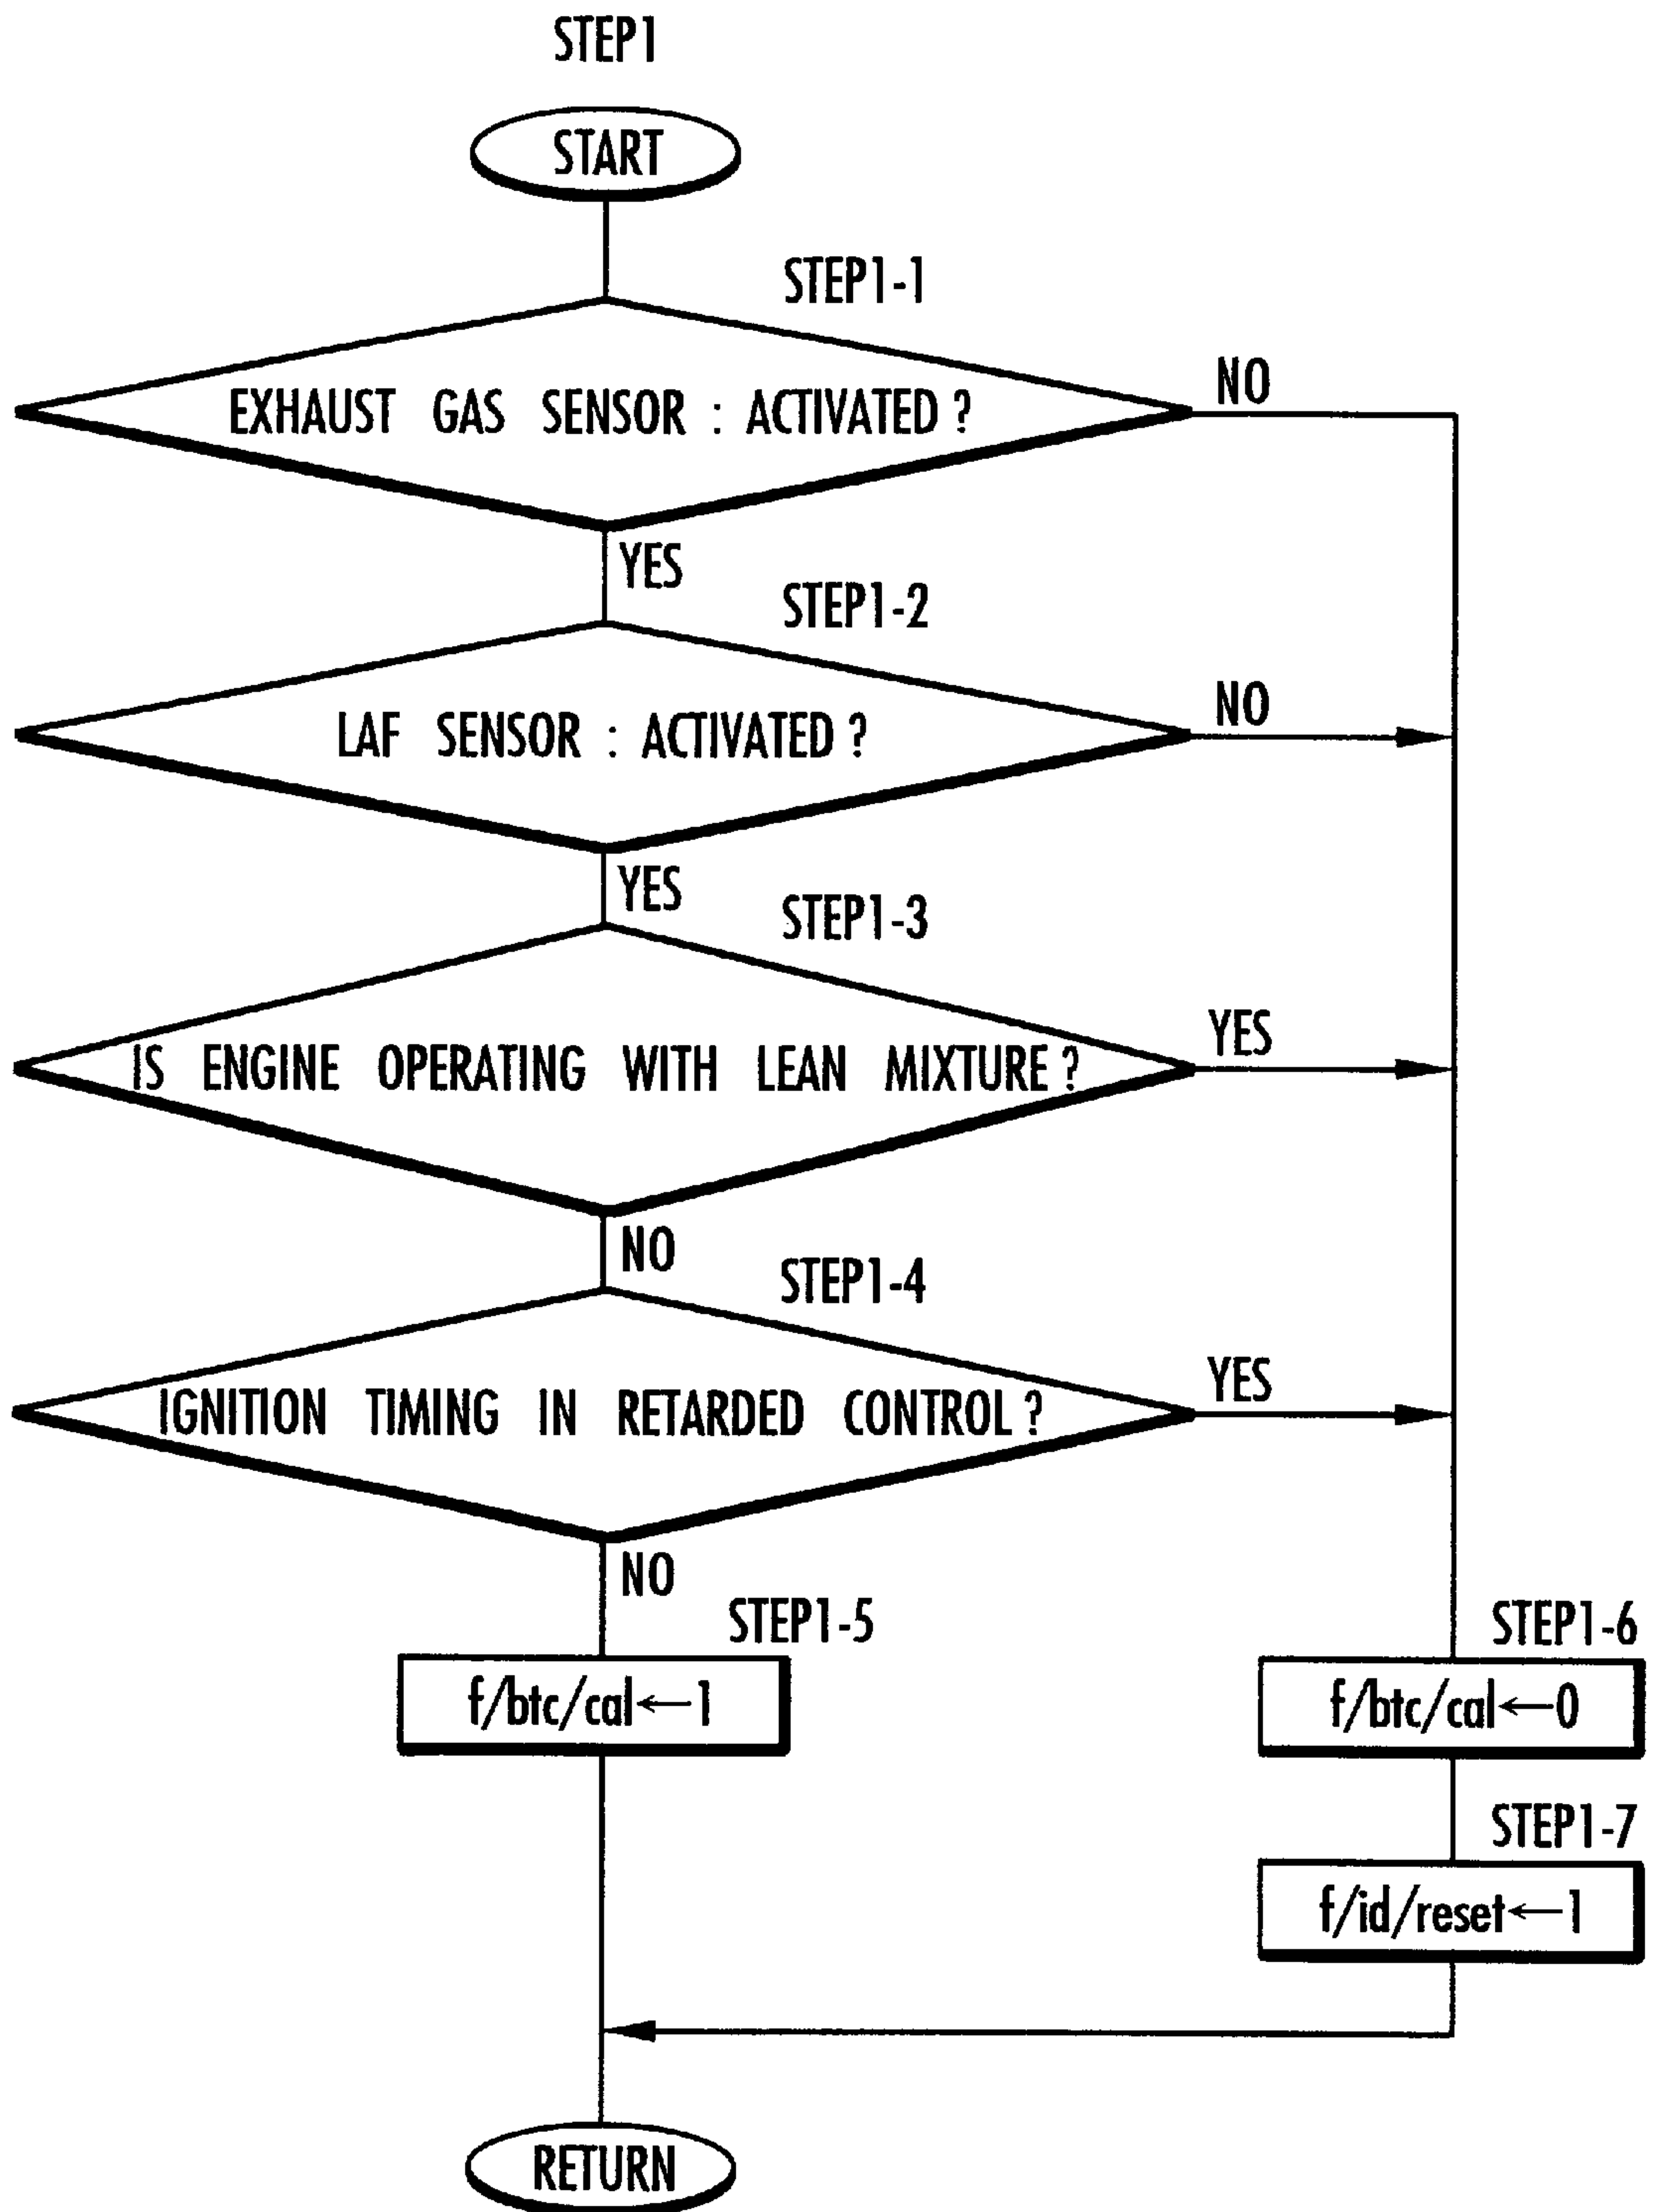 STEP1
START
STEP1-1
EXHAUST GAS SENSOR : ACTIVATED ?
NO
YES
STEP1-2
LAF SENSOR : ACTIVATED ?
NO
YES
STEP1-3
IS ENGINE OPERATING WITH LEAN MIXTURE ?
YES
NO
STEP1-4
IGNITION TIMING IN RETARDED CONTROL ?
YES
NO
STEP1-5
f/btc/cal←1
STEP1-6
f/btc/cal←0
STEP1-7
f/id/reset←1
RETURN